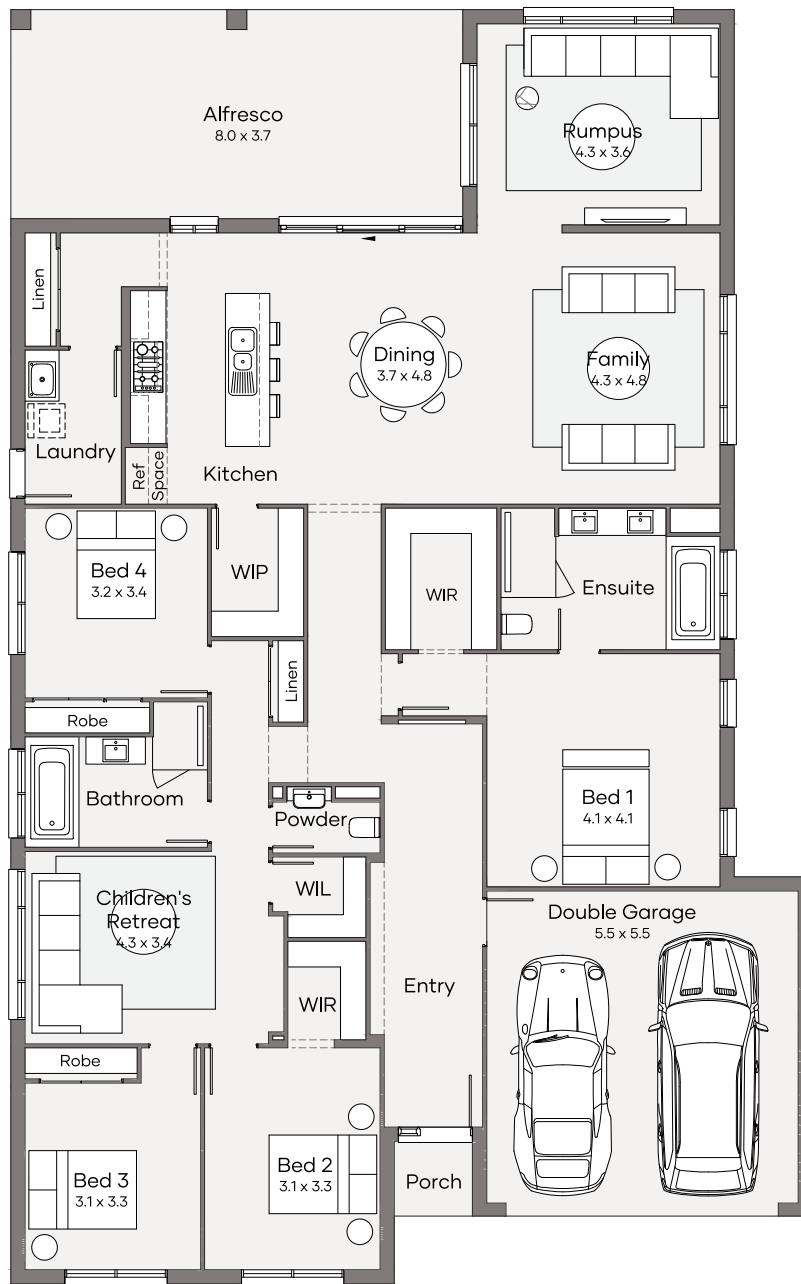 Alfresco
8.0 x 3.7
Rumpus
4.3 x 3.6
Linen
Dining
3.7 x 4.8
Family
4.3 x 4.8
Laundry
Ref
Space
Kitchen
Bed 4
3.2 x 3.4
WIP
WIR
Ensuite
Linen
Robe
Bathroom
Powder
Bed 1
4.1 x 4.1
Children's
Retreat
4.3 x 3.4
WIL
Double Garage
5.5 x 5.5
WIR
Entry
Robe
Bed 3
3.1 x 3.3
Bed 2
3.1 x 3.3
Porch